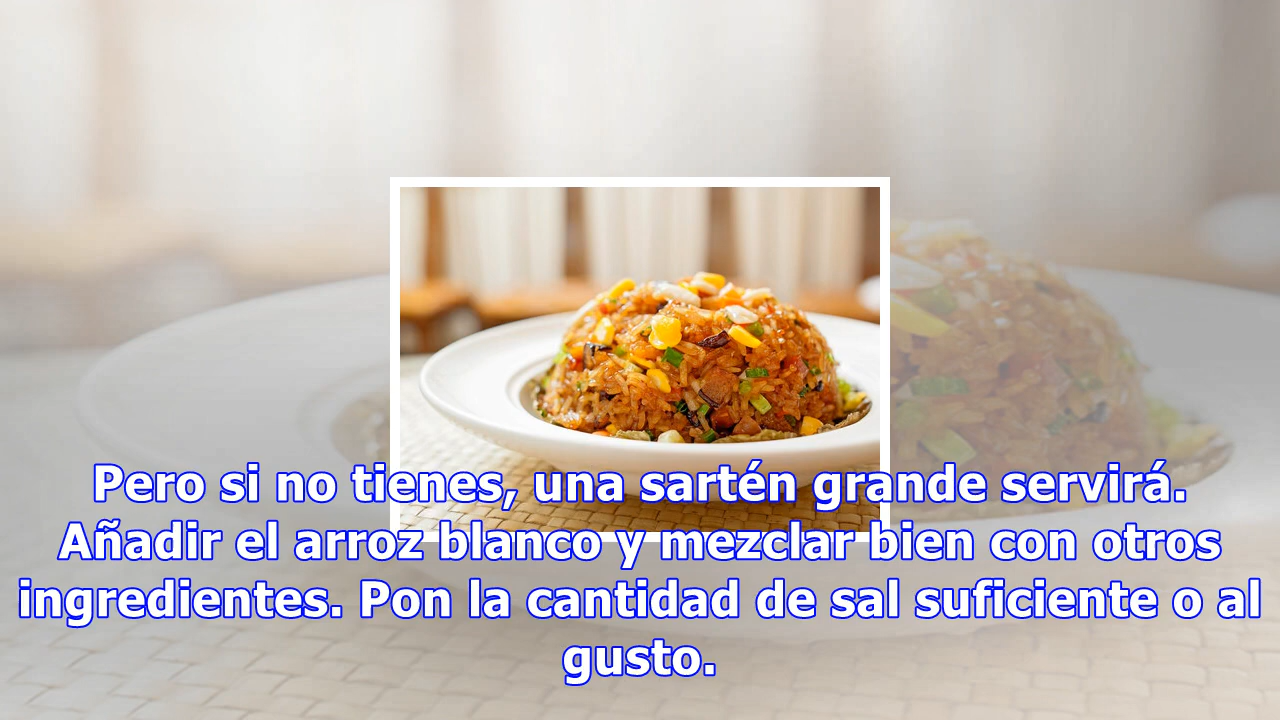 Pero si no tienes, una sartén grande servirá.
Añadir el arroz blanco y mezclar bien con otros
ingredientes. Pon la cantidad de sal suficiente o al
gusto.